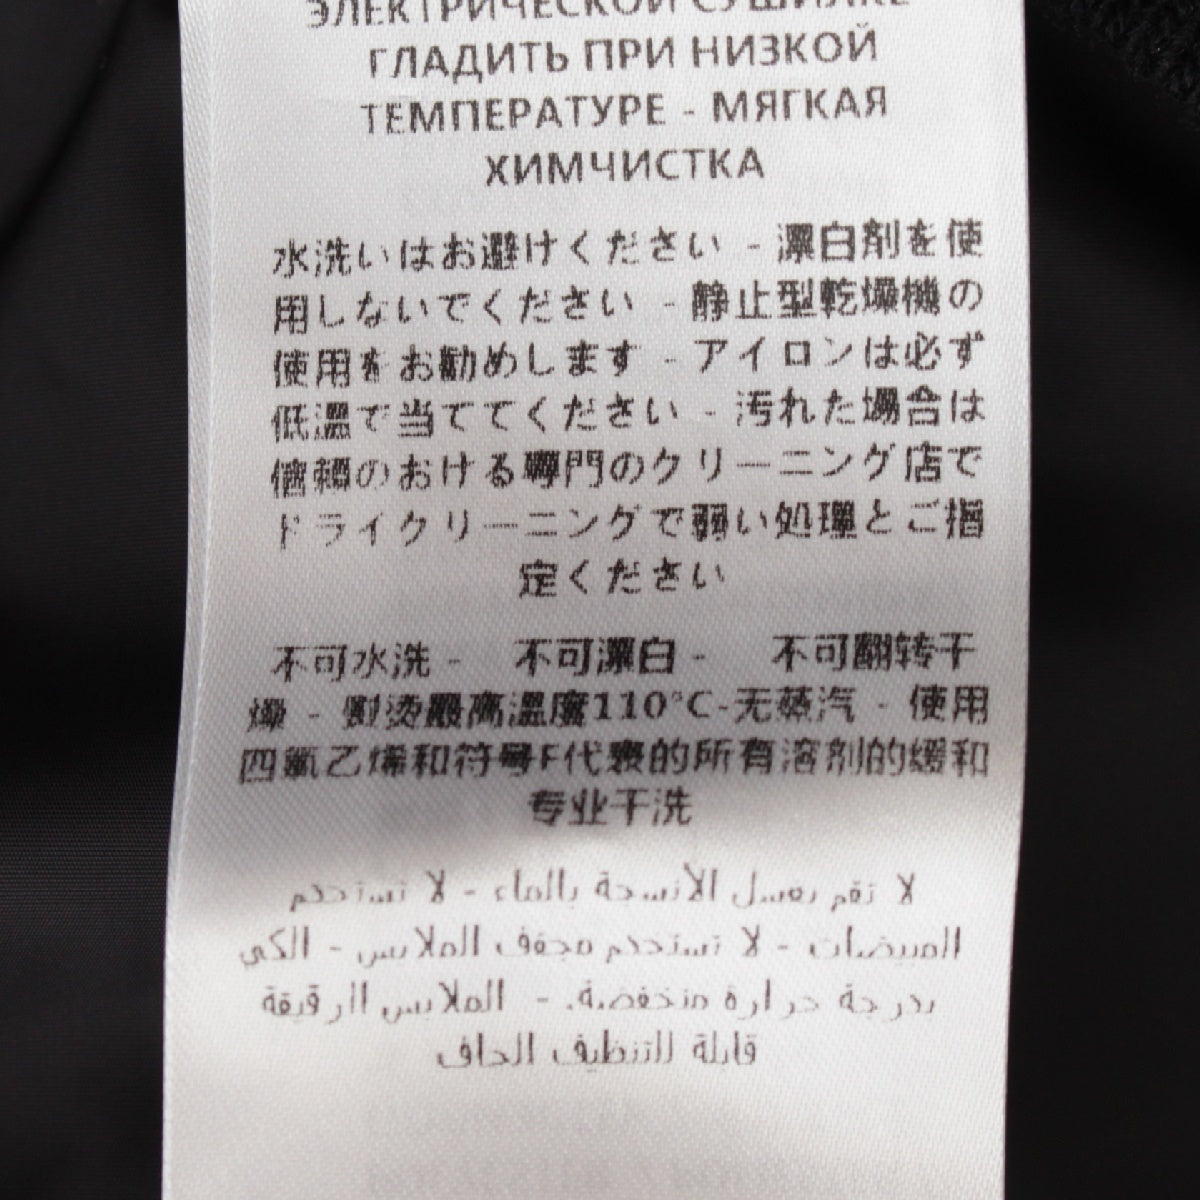 ЭЛЕКТРИЧЕСКОЙ СУШИЛКЕ
ГЛАДИТЬ ПРИ НИЗКОЙ
ТЕМПЕРАТУРЕ - МЯГКАЯ
ХИМЧИСТКА
水洗いはお避けください - 漂白剤を使
用しないでください - 静止型乾燥機の
使用をお勧めします - アイロンは必ず
低温で当ててください - 汚れた場合は
信頼のおける専門のクリーニング店で
ドライクリーニングで弱い処理とご指
定ください
不可水洗 - 不可漂白 - 不可翻转干
燥 - 熨烫最高溫度110°C-无蒸汽 - 使用
四氯乙烯和符号F代表的所有溶剂的缓和
专业干洗
لا تقم بغسل الأنسجة بالماء - لا تستخدم
المبيضات - لا تستخدم مجفف الملابس - الكي
بدرجة حرارة منخفضة. - الملابس الرقيقة
قابلة للتنظيف الجاف